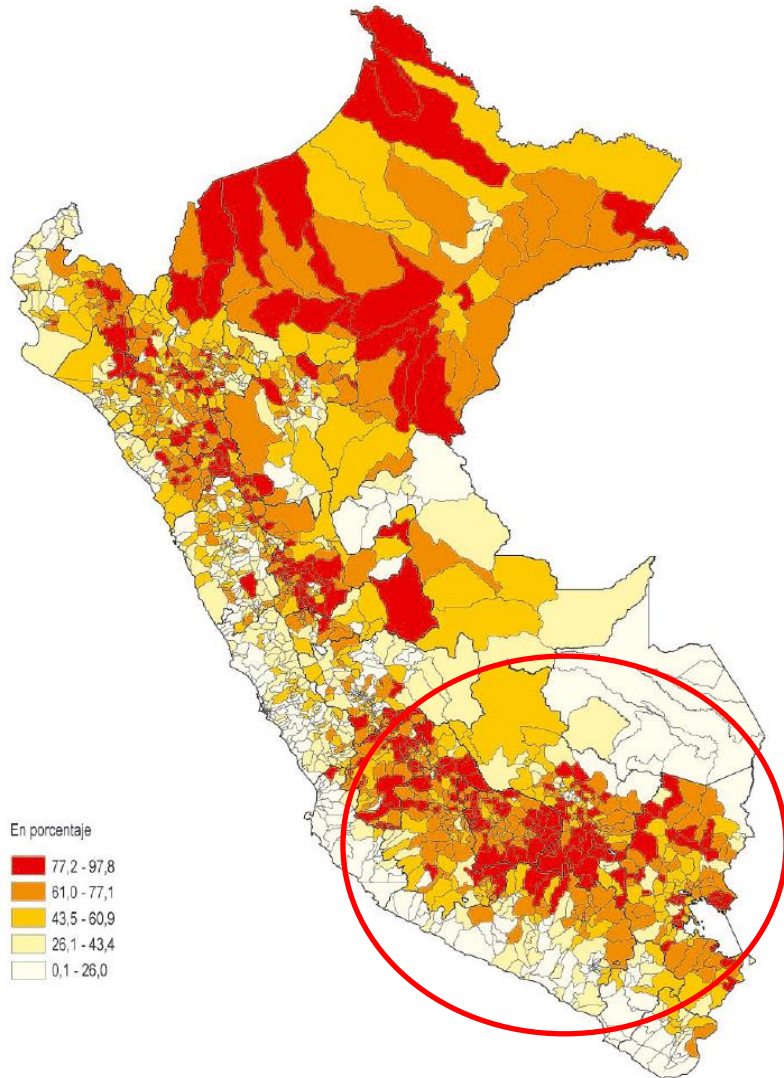 En porcentaje
77,2 - 97,8
61,0 - 77,1
43,5 - 60,9
26,1 - 43,4
0,1 - 26,0